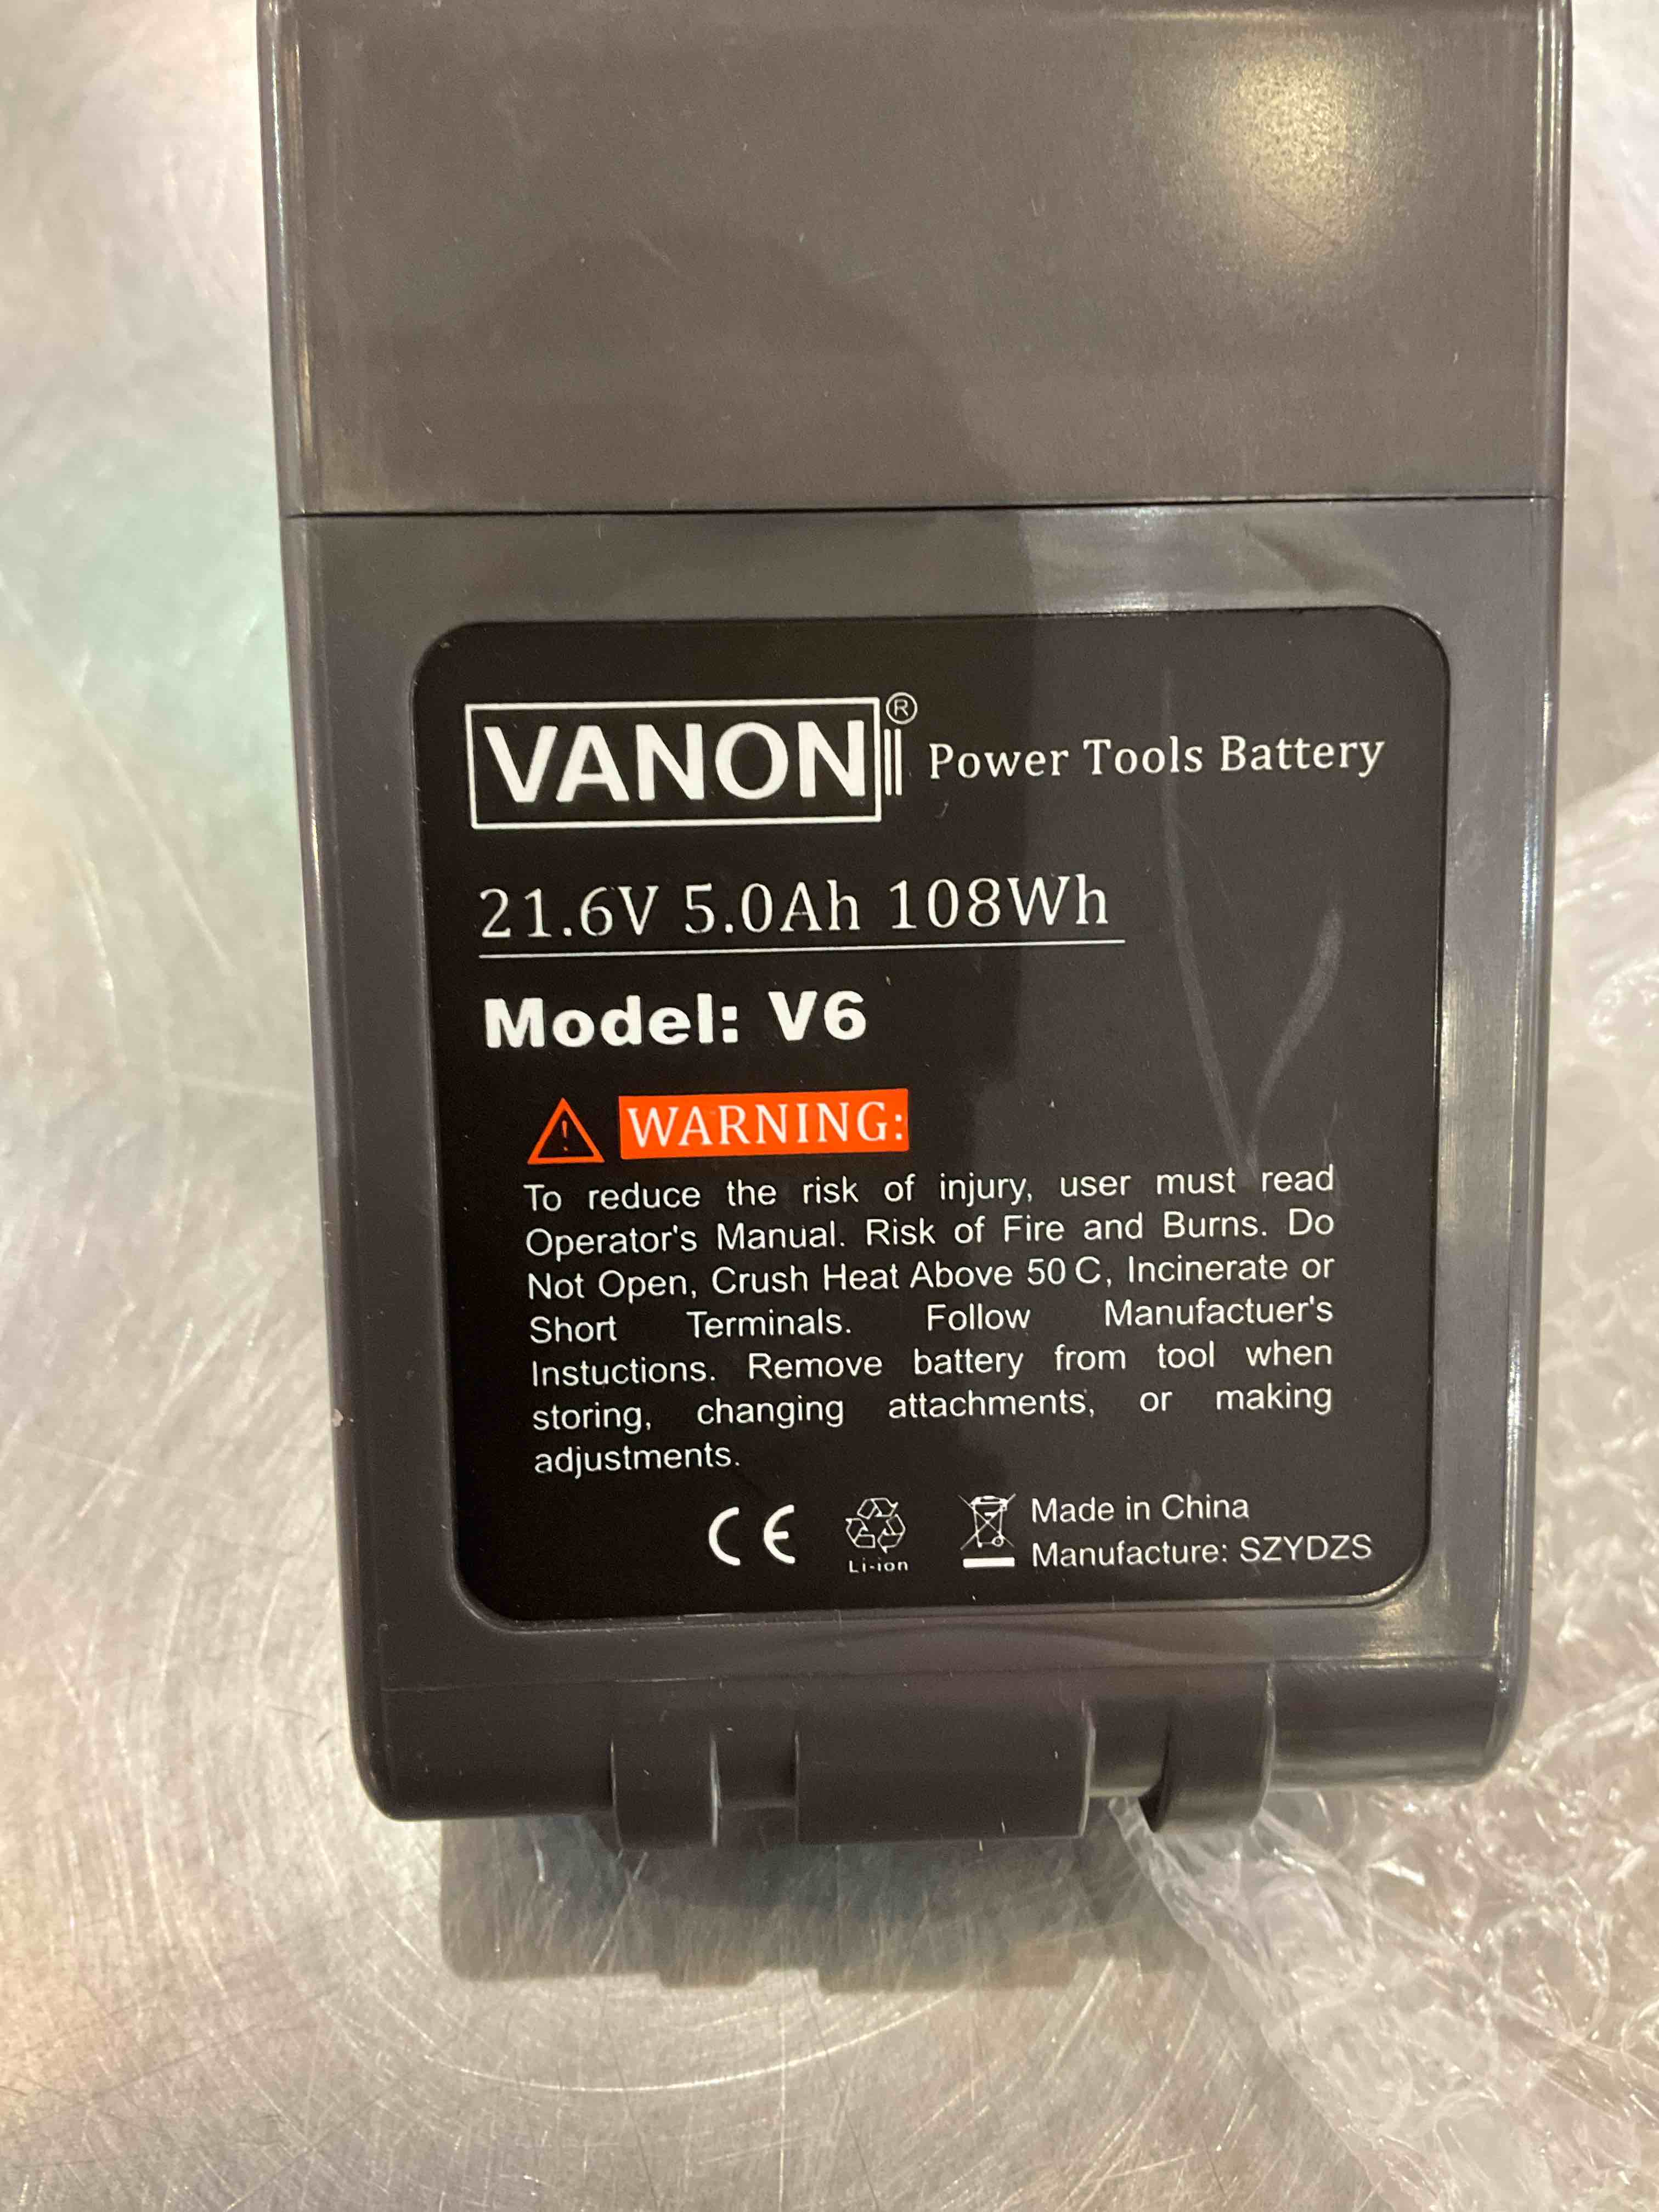 VANON® Power Tools Battery
21.6V 5.0Ah 108Wh
Model: V6
WARNING:
To reduce the risk of injury, user must read
Operator's Manual. Risk of Fire and Burns. Do
Not Open, Crush Heat Above 50 C, Incinerate or
Short Terminals. Follow Manufactuer's
Instuctions. Remove battery from tool when
storing, changing attachments, or making
adjustments.
CE Li-ion Made in China
Manufacture: SZYDZS